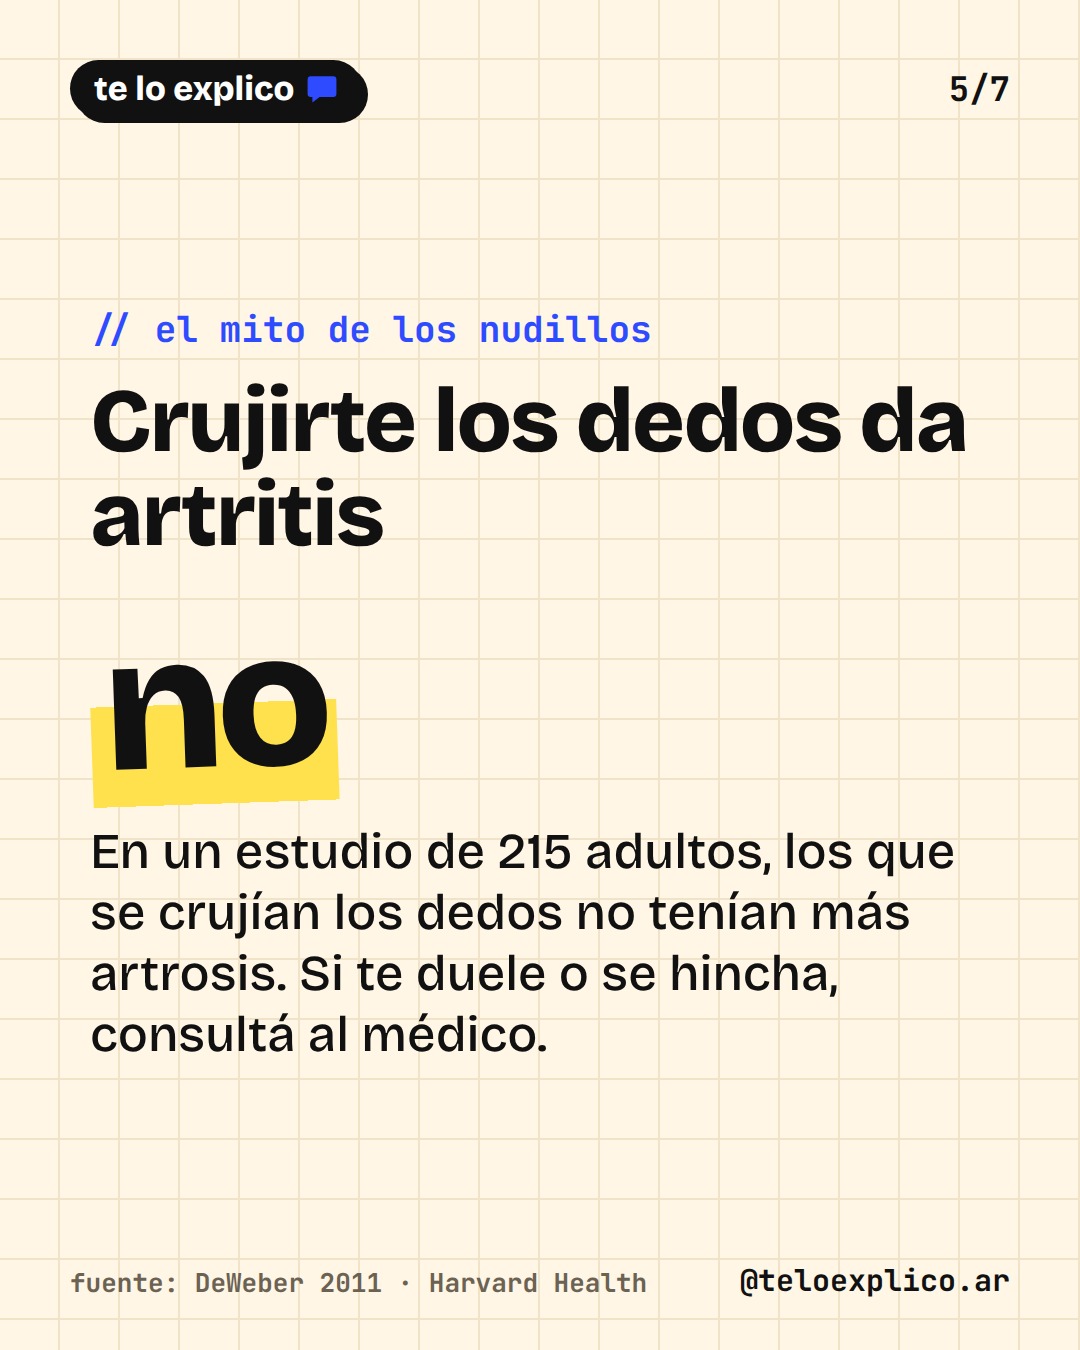 te lo explico
5/7
// el mito de los nudillos
Crujirte los dedos da
artritis
no
En un estudio de 215 adultos, los que
se crujían los dedos no tenían más
artrosis. Si te duele o se hincha,
consultá al médico.
fuente: DeWeber 2011 · Harvard Health
@teloexplico.ar